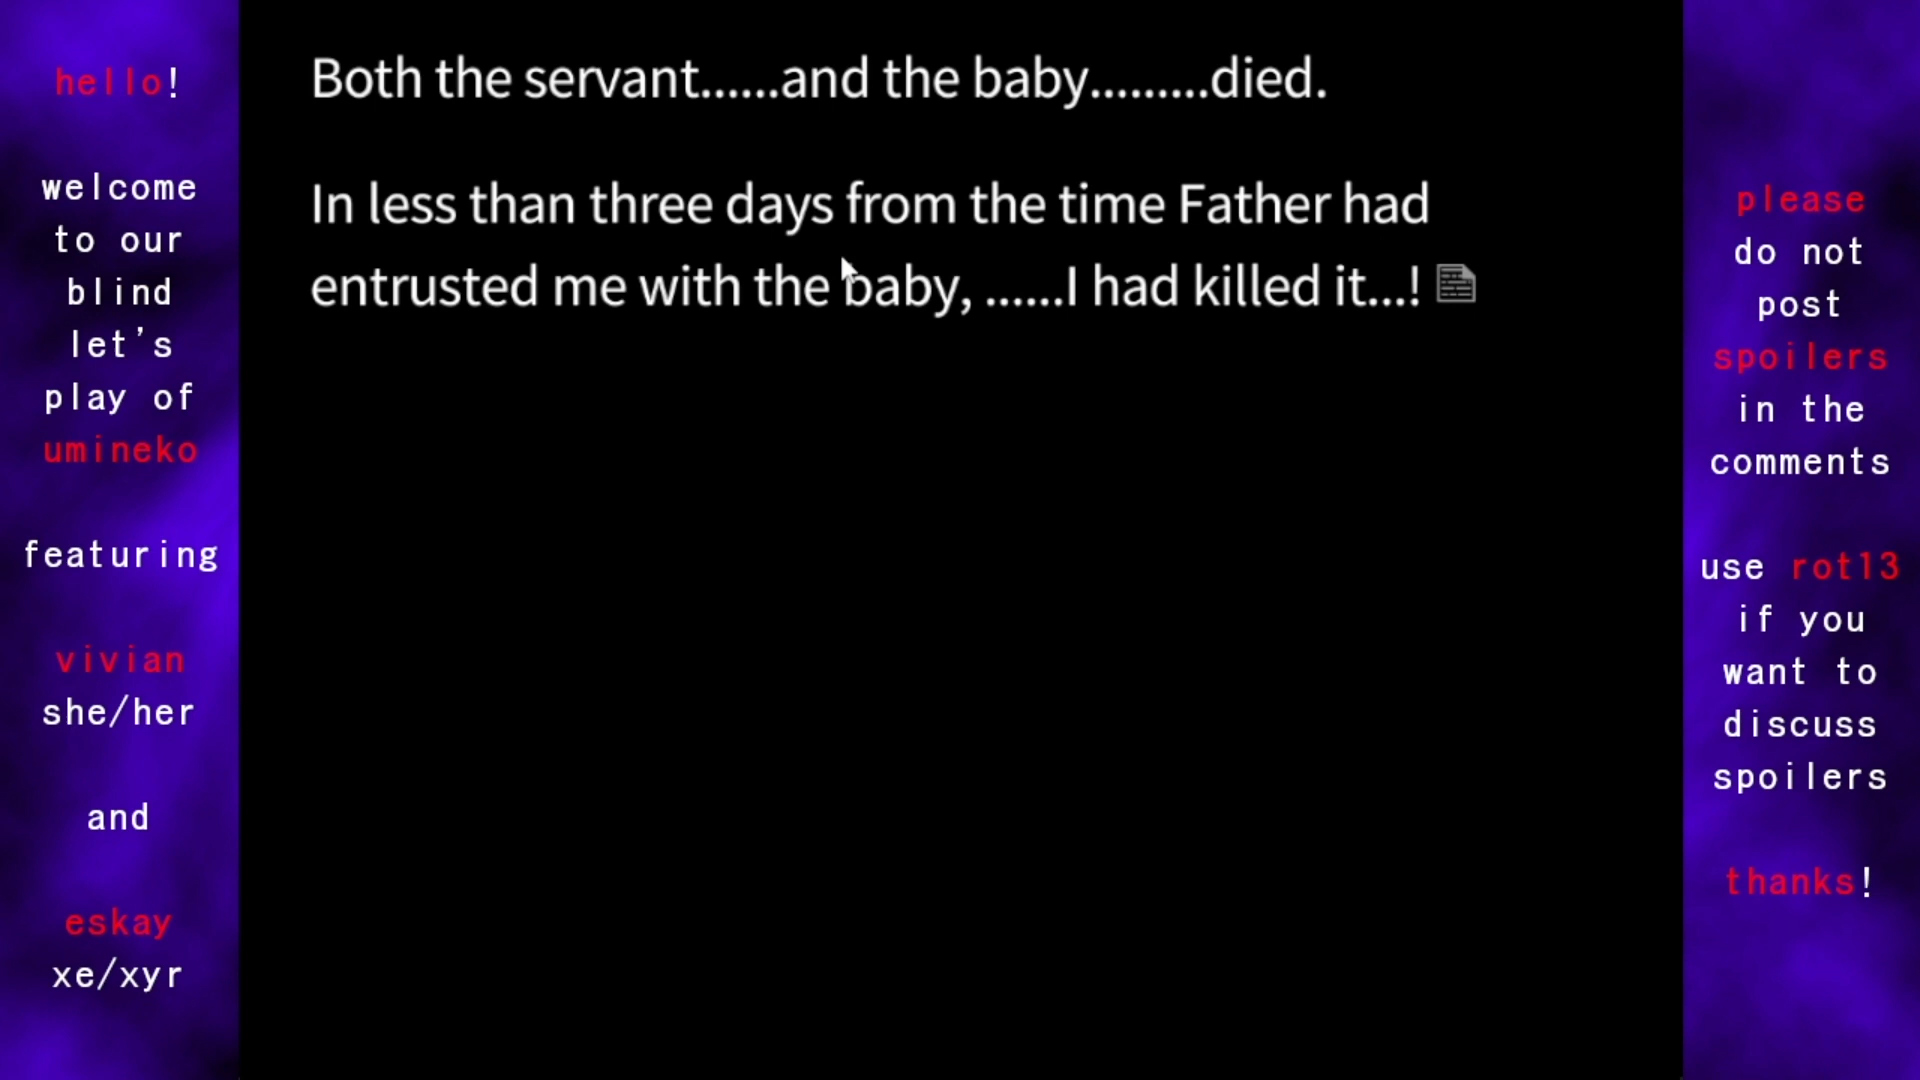 hello!
welcome
to our
blind
let's
play of
umineko
featuring
vivian
she/her
and
eskay
xe/xyr
Both the servant......and the baby.........died.
In less than three days from the time Father had
entrusted me with the baby, ......I had killed it...!
please
do not
post
spoilers
in the
comments
use rot13
if you
want to
discuss
spoilers
thanks!